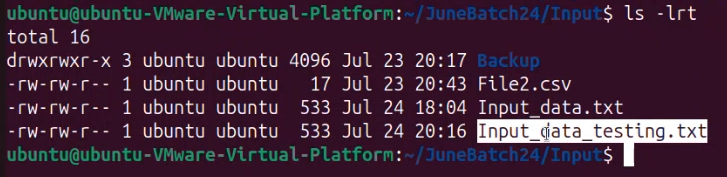 ubuntu@ubuntu-VMware-Virtual-Platform:~/JuneBatch24/Input$ ls -lrt
total 16
drwxrwxr-x 3 ubuntu ubuntu 4096 Jul 23 20:17 Backup
-rw-rw-r-- 1 ubuntu ubuntu   17 Jul 23 20:43 File2.csv
-rw-rw-r-- 1 ubuntu ubuntu  533 Jul 24 18:04 Input_data.txt
-rw-rw-r-- 1 ubuntu ubuntu  533 Jul 24 20:16 Input_data_testing.txt
ubuntu@ubuntu-VMware-Virtual-Platform:~/JuneBatch24/Input$